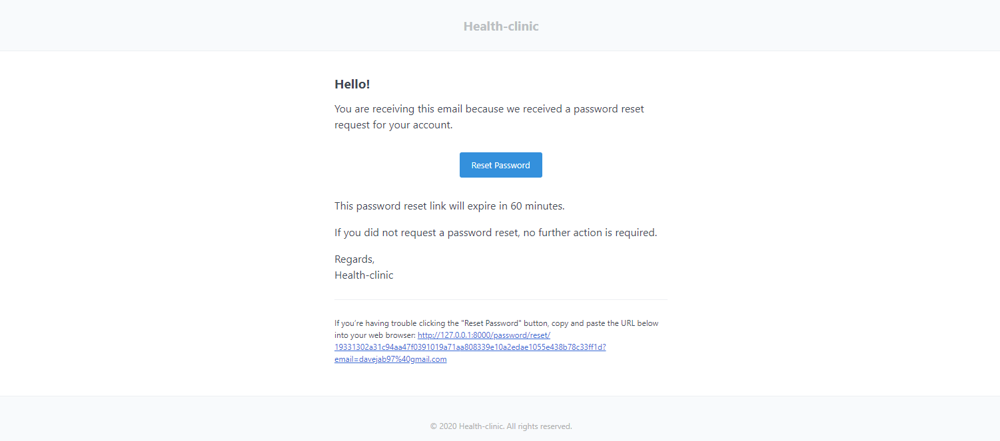 Health-clinic
Hello!
You are receiving this email because we received a password reset
request for your account.
Reset Password
This password reset link will expire in 60 minutes.
If you did not request a password reset, no further action is required.
Regards,
Health-clinic
If you’re having trouble clicking the "Reset Password" button, copy and paste the URL below
into your web browser: http://127.0.0.1:8000/password/reset/
19331302a31c94aa47f0391019a71aa808339e10a2edae1055e438b78c33ff1d?
email=davejab97%40gmail.com
© 2020 Health-clinic. All rights reserved.